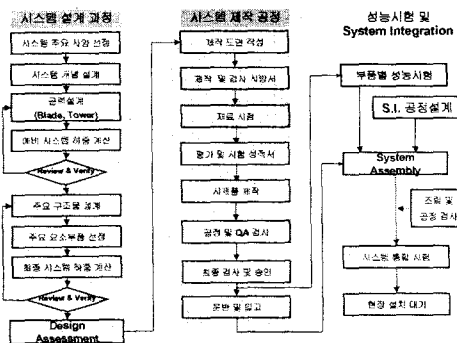 시스템 설계 과정
시스템 주요 사양 선정
시스템 개념 설계
공력설계
(Blade, Tower)
예비 시스템 하중 계산
Review & Verify
주요 구조물 설계
주요 요소부품 선정
최종 시스템 하중 계산
Review & Verify
Design
Assessment
시스템 제작 공정
제작 도면 작성
제작 및 검사 시방서
재료 시험
평가 및 시험 성적서
시제품 제작
공정 및 QA 검사
최종 검사 및 승인
운반 및 입고
성능시험 및
System Integration
부품별 성능시험
S.I. 공정설계
System
Assembly
조립 및
공정 검사
시스템 통합 시험
현장 설치 대기